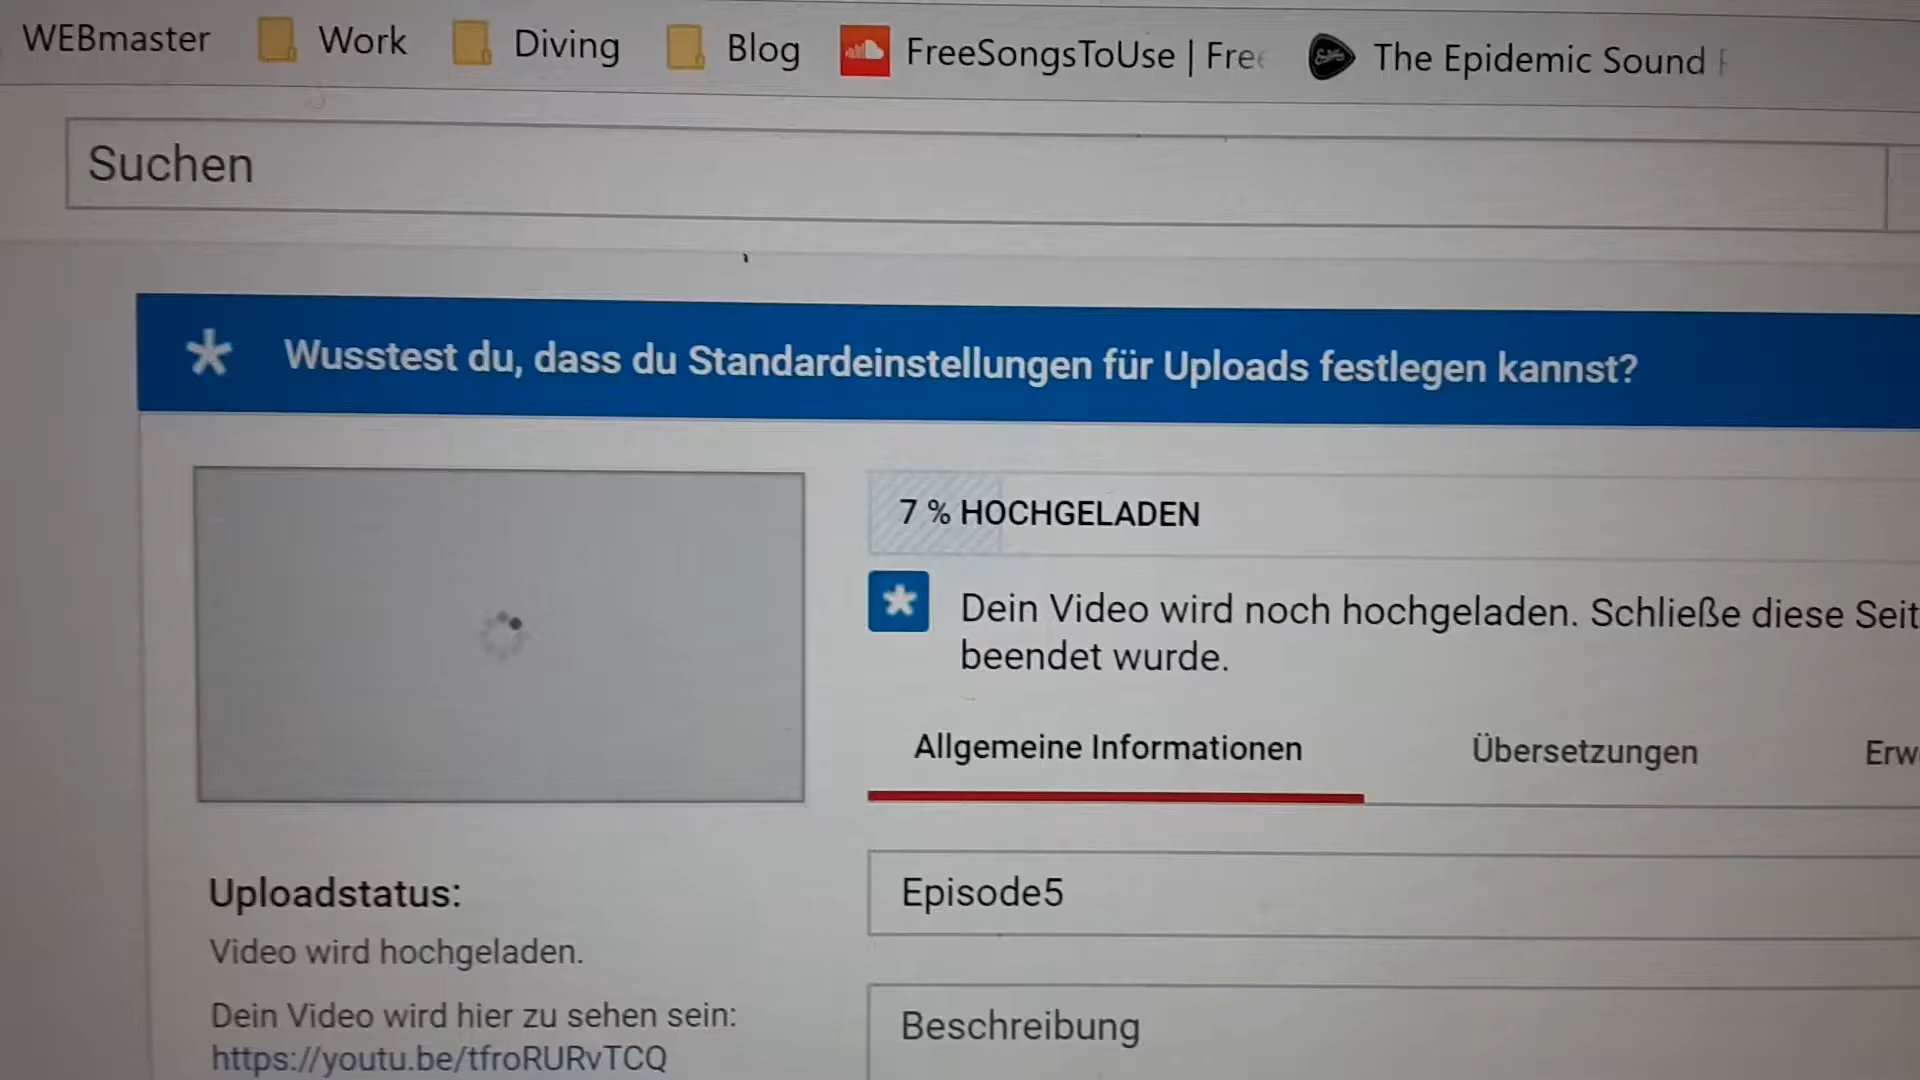 WEBmaster Work Diving Blog FreeSongsToUse | Free The Epidemic Sound
Suchen
Wusstest du, dass du Standardeinstellungen für Uploads festlegen kannst?
7 % HOCHGELADEN
Dein Video wird noch hochgeladen. Schließe diese Seit
beendet wurde.
Allgemeine Informationen Übersetzungen Erw
Uploadstatus:
Episode5
Video wird hochgeladen.
Dein Video wird hier zu sehen sein:
https://youtu.be/tfroRURvTCQ
Beschreibung